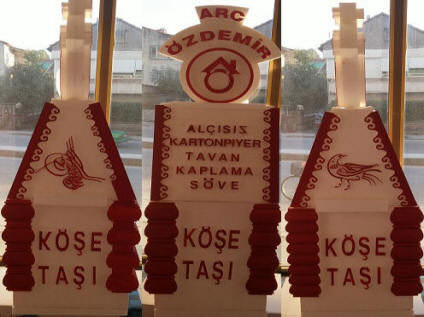 KÖŞE
TAŞI
ARC
ÖZDEMİR
ALÇISIZ
KARTONPİYER
TAVAN
KAPLAMA
SÖVE
KÖŞE
TAŞI
KÖŞE
TAŞI